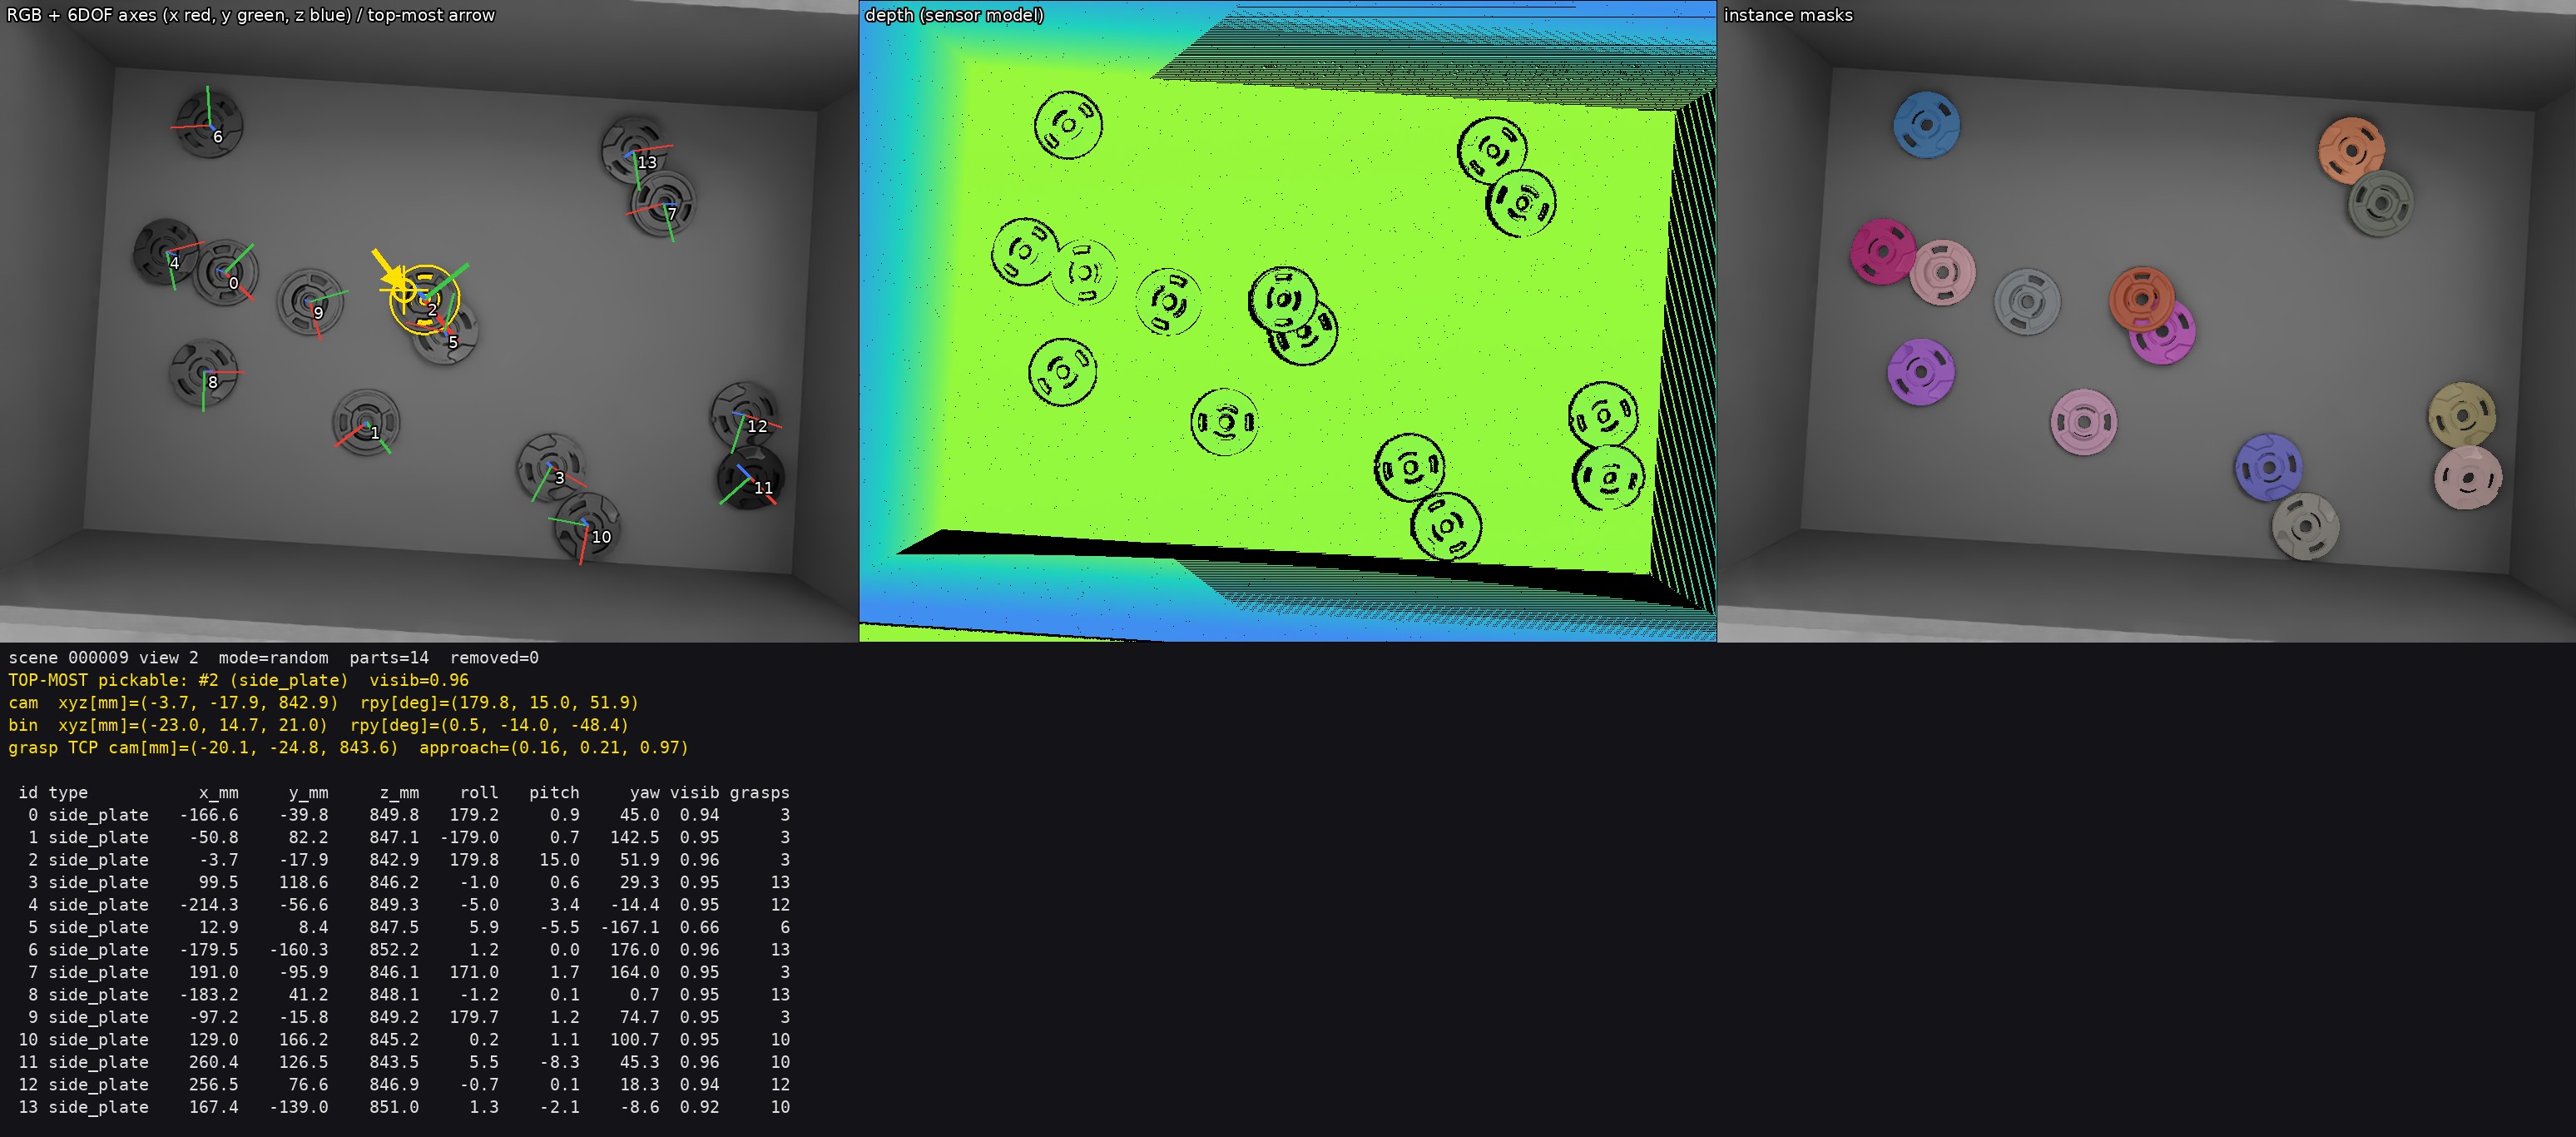 RGB + 6DOF axes (x red, y green, z blue) / top-most arrow
depth (sensor model)
instance masks
6
13
7
4
0
9
2
5
8
1
12
3
11
10
scene 000009 view 2  mode=random  parts=14  removed=0
TOP-MOST pickable: #2 (side_plate)  visib=0.96
cam  xyz[mm]=(-3.7, -17.9, 842.9)  rpy[deg]=(179.8, 15.0, 51.9)
bin  xyz[mm]=(-23.0, 14.7, 21.0)  rpy[deg]=(0.5, -14.0, -48.4)
grasp TCP cam[mm]=(-20.1, -24.8, 843.6)  approach=(0.16, 0.21, 0.97)
id type x_mm y_mm z_mm roll pitch yaw visib grasps
0 side_plate -166.6 -39.8 849.8 179.2 0.9 45.0 0.94 3
1 side_plate -50.8 82.2 847.1 -179.0 0.7 142.5 0.95 3
2 side_plate -3.7 -17.9 842.9 179.8 15.0 51.9 0.96 3
3 side_plate 99.5 118.6 846.2 -1.0 0.6 29.3 0.95 13
4 side_plate -214.3 -56.6 849.3 -5.0 3.4 -14.4 0.95 12
5 side_plate 12.9 8.4 847.5 5.9 -5.5 -167.1 0.66 6
6 side_plate -179.5 -160.3 852.2 1.2 0.0 176.0 0.96 13
7 side_plate 191.0 -95.9 846.1 171.0 1.7 164.0 0.95 3
8 side_plate -183.2 41.2 848.1 -1.2 0.1 0.7 0.95 13
9 side_plate -97.2 -15.8 849.2 179.7 1.2 74.7 0.95 3
10 side_plate 129.0 166.2 845.2 0.2 1.1 100.7 0.95 10
11 side_plate 260.4 126.5 843.5 5.5 -8.3 45.3 0.96 10
12 side_plate 256.5 76.6 846.9 -0.7 0.1 18.3 0.94 12
13 side_plate 167.4 -139.0 851.0 1.3 -2.1 -8.6 0.92 10